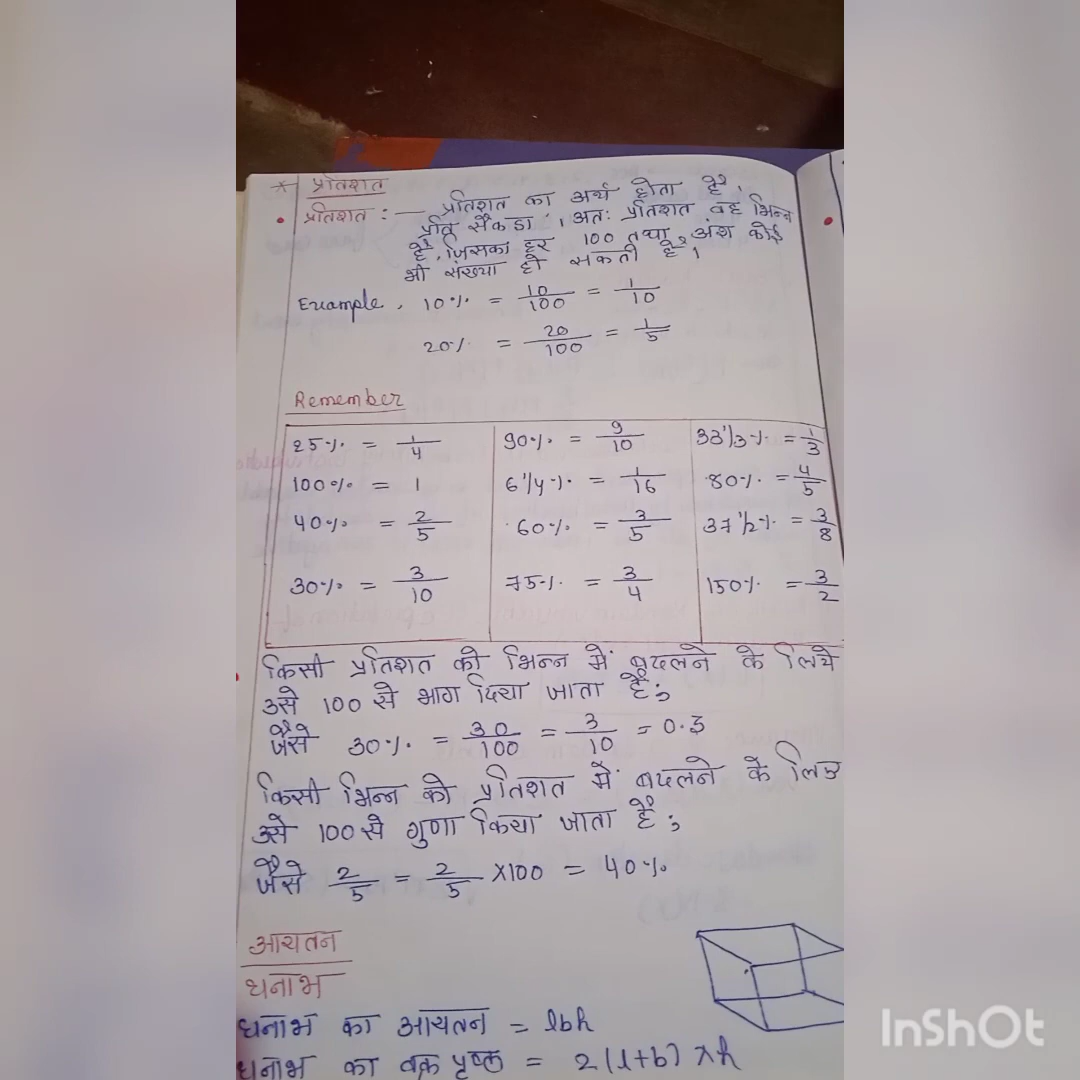 * प्रतिशत
• प्रतिशत :— प्रतिशत का अर्थ होता है,
प्रति सैकडा ।, अतः प्रतिशत वह भिन्न
है, जिसका हर 100 तथा अंश कोई
भी संख्या हो सकती है।
Example, 10% = 10/100 = 1/10
20% = 20/100 = 1/5
Remember
25% = 1/4 90% = 9/10 33 1/3% = 1/3
100% = 1 6 1/4% = 1/16 80% = 4/5
40% = 2/5 60% = 3/5 37 1/2% = 3/8
30% = 3/10 75% = 3/4 150% = 3/2
किसी प्रतिशत को भिन्न में बदलने के लिये
उसे 100 से भाग दिया जाता है;
जैसे 30% = 30/100 = 3/10 = 0.3
किसी भिन्न को प्रतिशत में बदलने के लिए
उसे 100 से गुणा किया जाता है;
जैसे 2/5 = 2/5 ×100 = 40%
आयतन
घनाभ
घनाभ का आयतन = lbh
घनाभ का वक्र पृष्ठ = 2(l+b) ×h
InShOt